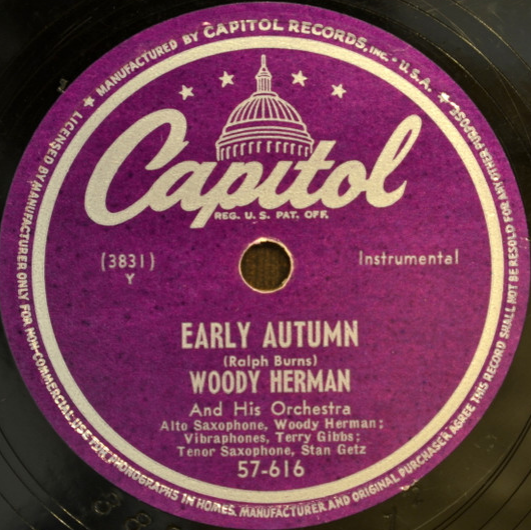 ★ MANUFACTURED BY CAPITOL RECORDS, INC. · U.S.A. ★
LICENSED BY MANUFACTURER ONLY FOR NON-COMMERCIAL USE FOR PHONOGRAPHS IN HOMES. MANUFACTURER AND ORIGINAL PURCHASER AGREE THIS RECORD SHALL NOT BE RESOLD FOR ANY OTHER PURPOSE
Capitol
REG. U. S. PAT. OFF.
(3831)
Y
Instrumental
EARLY AUTUMN
(Ralph Burns)
WOODY HERMAN
And His Orchestra
Alto Saxophone, Woody Herman;
Vibraphones, Terry Gibbs;
Tenor Saxophone, Stan Getz
57-616